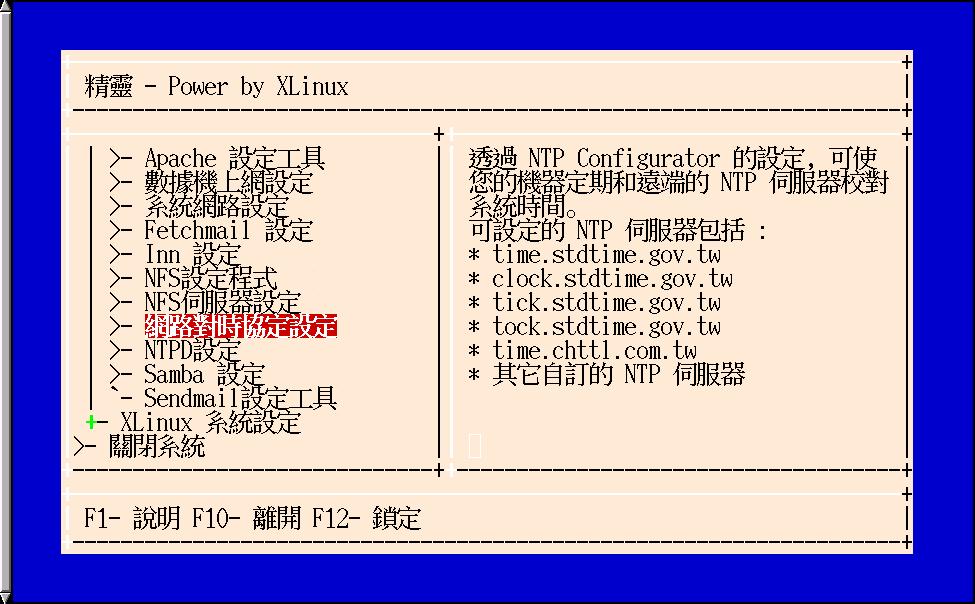 精靈 - Power by XLinux
>- Apache 設定工具
>- 數據機上網設定
>- 系統網路設定
>- Fetchmail 設定
>- Inn 設定
>- NFS設定程式
>- NFS伺服器設定
>- 網路對時協定設定
>- NTPD設定
>- Samba 設定
`- Sendmail設定工具
+- XLinux 系統設定
>- 關閉系統
透過 NTP Configurator 的設定, 可使
您的機器定期和遠端的 NTP 伺服器校對
系統時間。
可設定的 NTP 伺服器包括 :
* time.stdtime.gov.tw
* clock.stdtime.gov.tw
* tick.stdtime.gov.tw
* tock.stdtime.gov.tw
* time.chttl.com.tw
* 其它自訂的 NTP 伺服器
F1- 說明 F10- 離開 F12- 鎖定